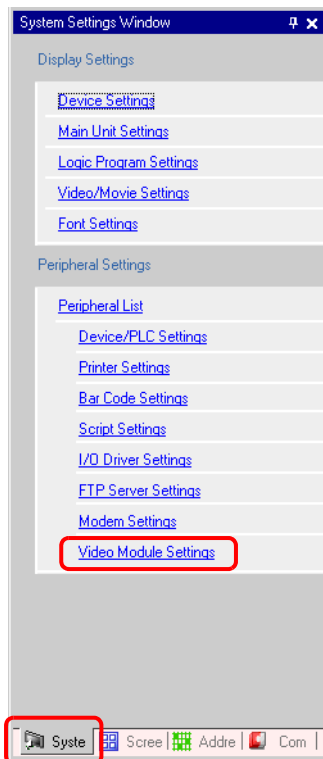 System Settings Window
Display Settings
Device Settings
Main Unit Settings
Logic Program Settings
Video/Movie Settings
Font Settings
Peripheral Settings
Peripheral List
Device/PLC Settings
Printer Settings
Bar Code Settings
Script Settings
I/O Driver Settings
FTP Server Settings
Modem Settings
Video Module Settings
Syste Scree Addre Com